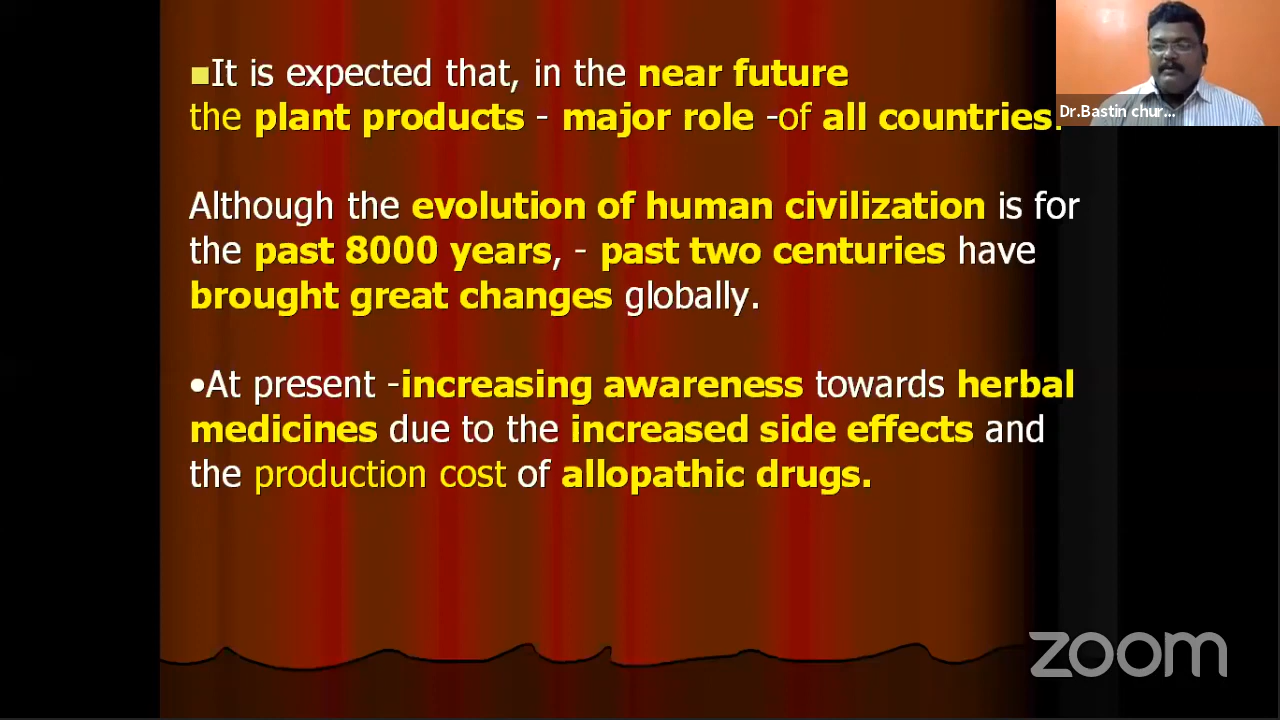 ■It is expected that, in the near future
the plant products - major role -of all countries.
Although the evolution of human civilization is for
the past 8000 years, - past two centuries have
brought great changes globally.
•At present -increasing awareness towards herbal
medicines due to the increased side effects and
the production cost of allopathic drugs.
Dr.Bastin chur...
zoom